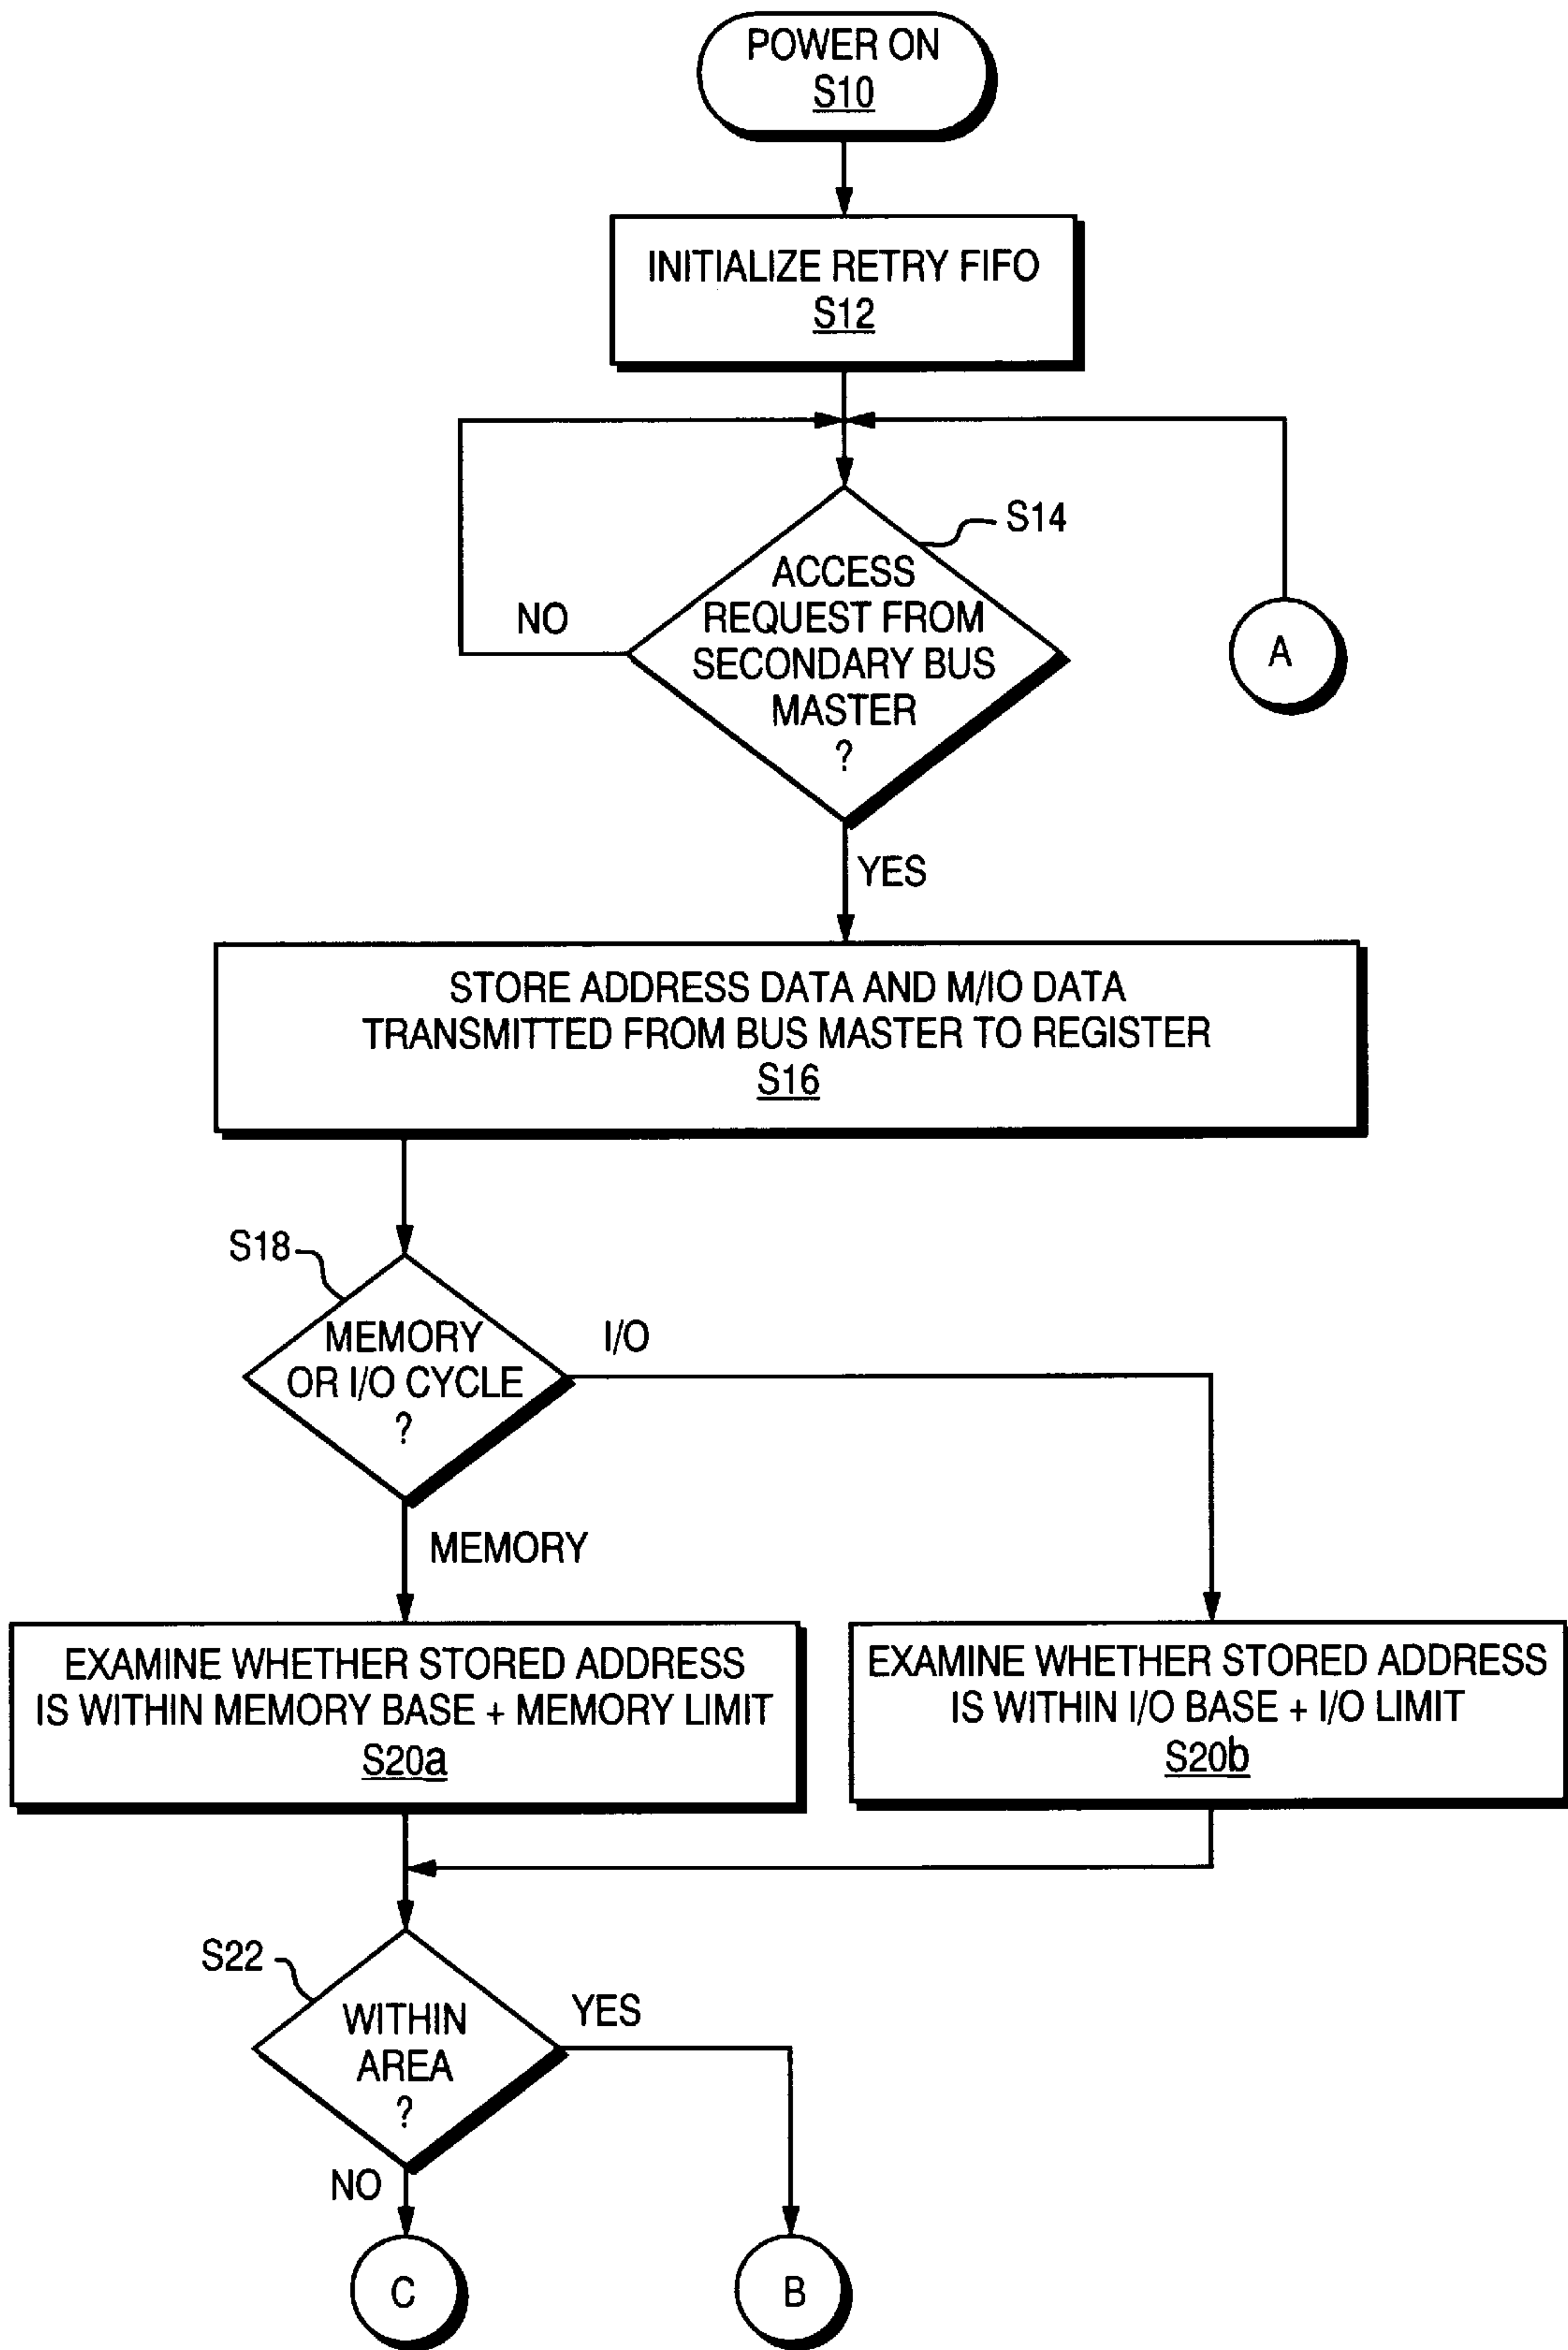 POWER ON
S10
INITIALIZE RETRY FIFO
S12
S14
ACCESS
REQUEST FROM
SECONDARY BUS
MASTER
?
NO
A
YES
STORE ADDRESS DATA AND M/IO DATA
TRANSMITTED FROM BUS MASTER TO REGISTER
S16
S18
MEMORY
OR I/O CYCLE
?
I/O
MEMORY
EXAMINE WHETHER STORED ADDRESS
IS WITHIN MEMORY BASE + MEMORY LIMIT
S20a
EXAMINE WHETHER STORED ADDRESS
IS WITHIN I/O BASE + I/O LIMIT
S20b
S22
WITHIN
AREA
?
YES
NO
C
B